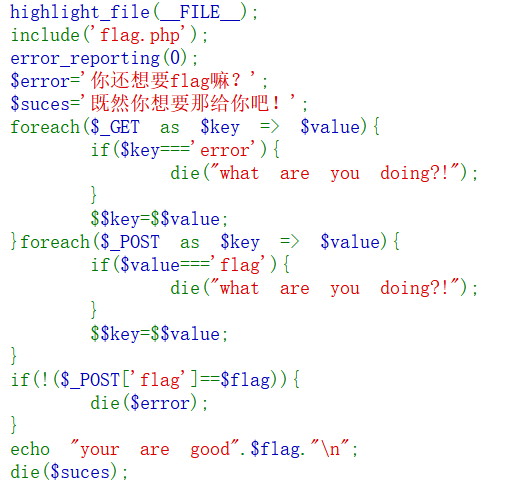 highlight_file(__FILE__);
include('flag.php');
error_reporting(0);
$error='你还想要flag嘛？';
$suces='既然你想要那给你吧！';
foreach($_GET as $key => $value){
if($key==='error'){
die("what are you doing?!");
}
$$key=$$value;
}foreach($_POST as $key => $value){
if($value==='flag'){
die("what are you doing?!");
}
$$key=$$value;
}
if(!($_POST['flag']==$flag)){
die($error);
}
echo "your are good".$flag."\n";
die($suces);